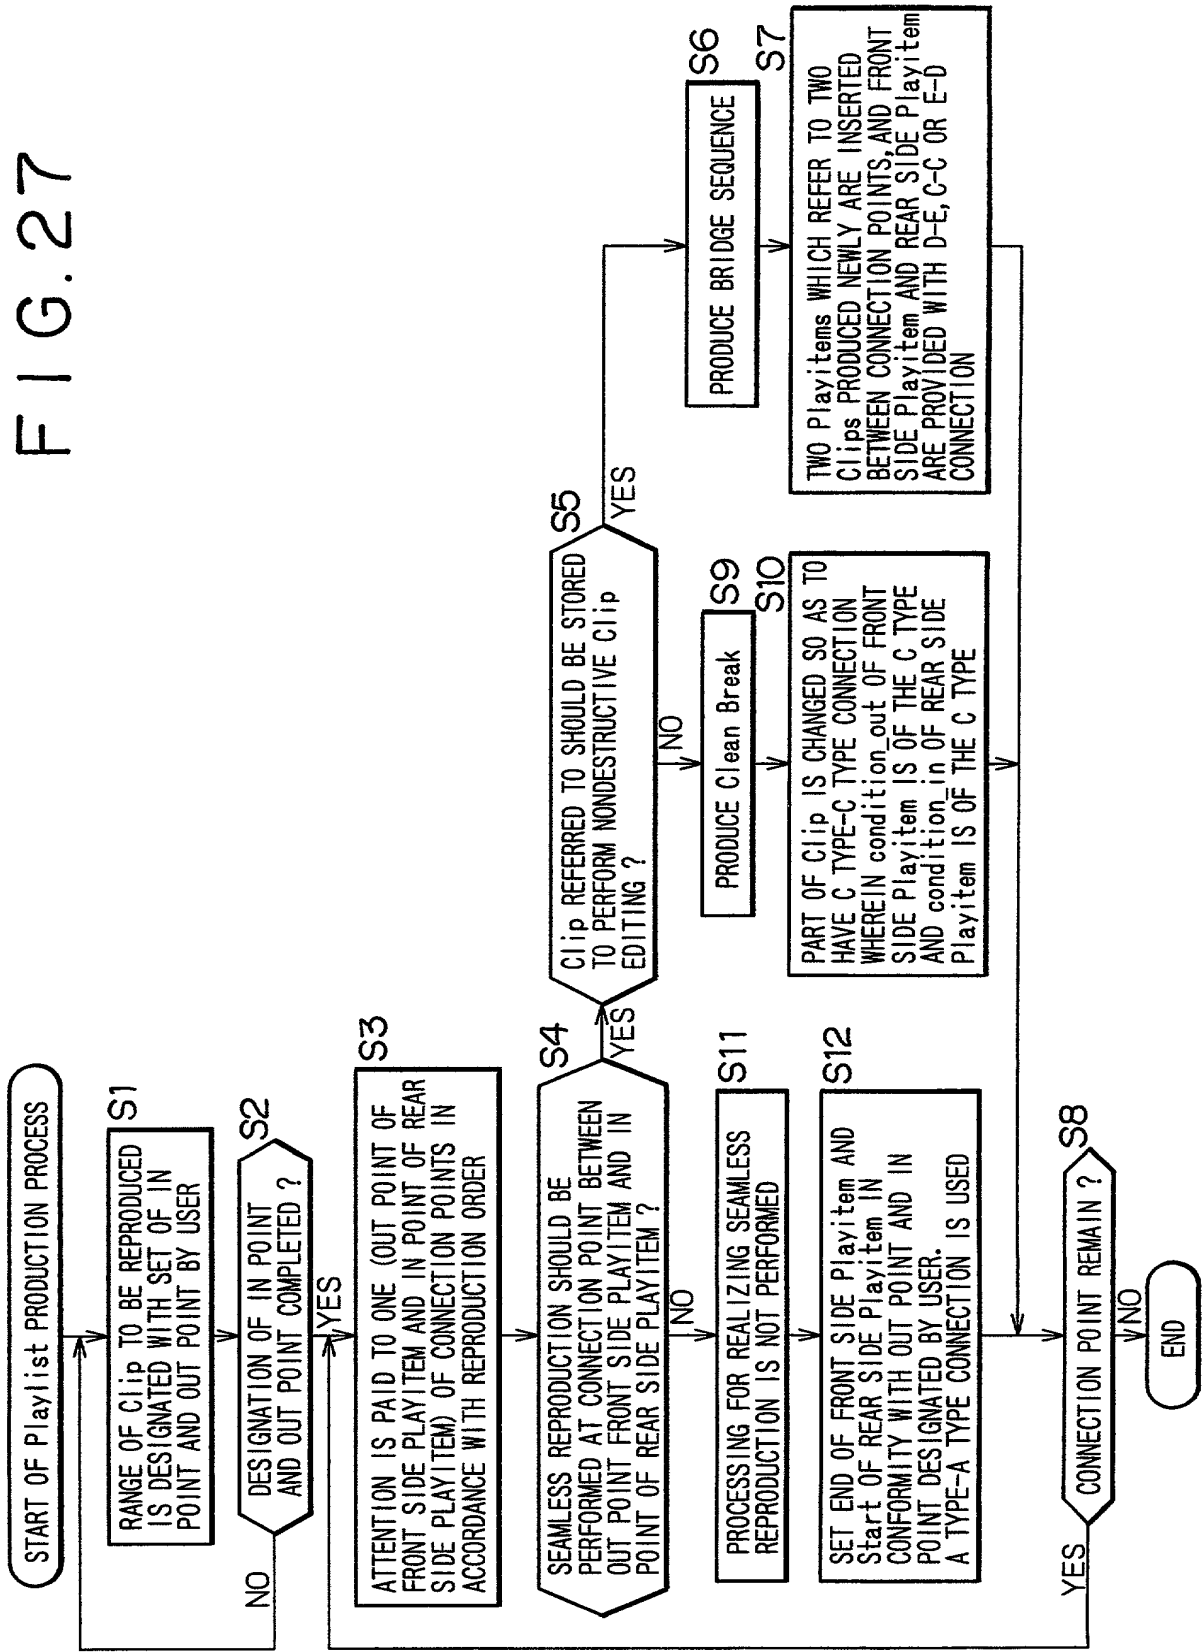 FIG.27
START OF Playlist PRODUCTION PROCESS
S1
RANGE OF Clip TO BE REPRODUCED
IS DESIGNATED WITH SET OF IN
POINT AND OUT POINT BY USER
S2
DESIGNATION OF IN POINT
AND OUT POINT COMPLETED ?
NO
YES
S3
ATTENTION IS PAID TO ONE (OUT POINT OF
FRONT SIDE PLAYITEM AND IN POINT OF REAR
SIDE PLAYITEM) OF CONNECTION POINTS IN
ACCORDANCE WITH REPRODUCTION ORDER
S4
SEAMLESS REPRODUCTION SHOULD BE
PERFORMED AT CONNECTION POINT BETWEEN
OUT POINT FRONT SIDE PLAYITEM AND IN
POINT OF REAR SIDE PLAYITEM ?
YES
NO
S5
Clip REFERRED TO SHOULD BE STORED
TO PERFORM NONDESTRUCTIVE Clip
EDITING ?
YES
NO
S6
PRODUCE BRIDGE SEQUENCE
S7
TWO Playitems WHICH REFER TO TWO
Clips PRODUCED NEWLY ARE INSERTED
BETWEEN CONNECTION POINTS, AND FRONT
SIDE Playitem AND REAR SIDE Playitem
ARE PROVIDED WITH D-E, C-C OR E-D
CONNECTION
S9
PRODUCE Clean Break
S10
PART OF Clip IS CHANGED SO AS TO
HAVE C TYPE-C TYPE CONNECTION
WHEREIN condition_out OF FRONT
SIDE Playitem IS OF THE C TYPE
AND condition_in OF REAR SIDE
Playitem IS OF THE C TYPE
S11
PROCESSING FOR REALIZING SEAMLESS
REPRODUCTION IS NOT PERFORMED
S12
SET END OF FRONT SIDE Playitem AND
Start OF REAR SIDE Playitem IN
CONFORMITY WITH OUT POINT AND IN
POINT DESIGNATED BY USER.
A TYPE-A TYPE CONNECTION IS USED
S8
CONNECTION POINT REMAIN ?
YES
NO
END